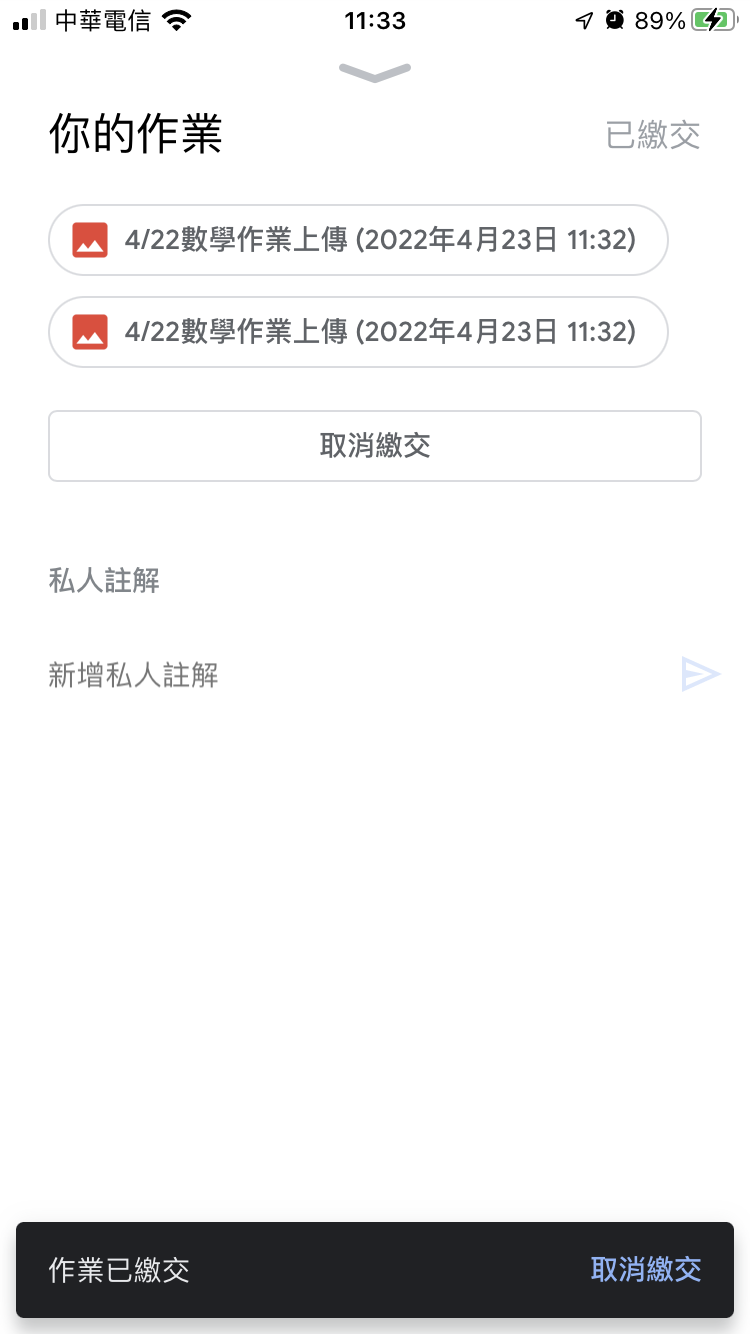 中華電信 11:33 89%
你的作業 已繳交
4/22數學作業上傳 (2022年4月23日 11:32)
4/22數學作業上傳 (2022年4月23日 11:32)
取消繳交
私人註解
新增私人註解
作業已繳交 取消繳交